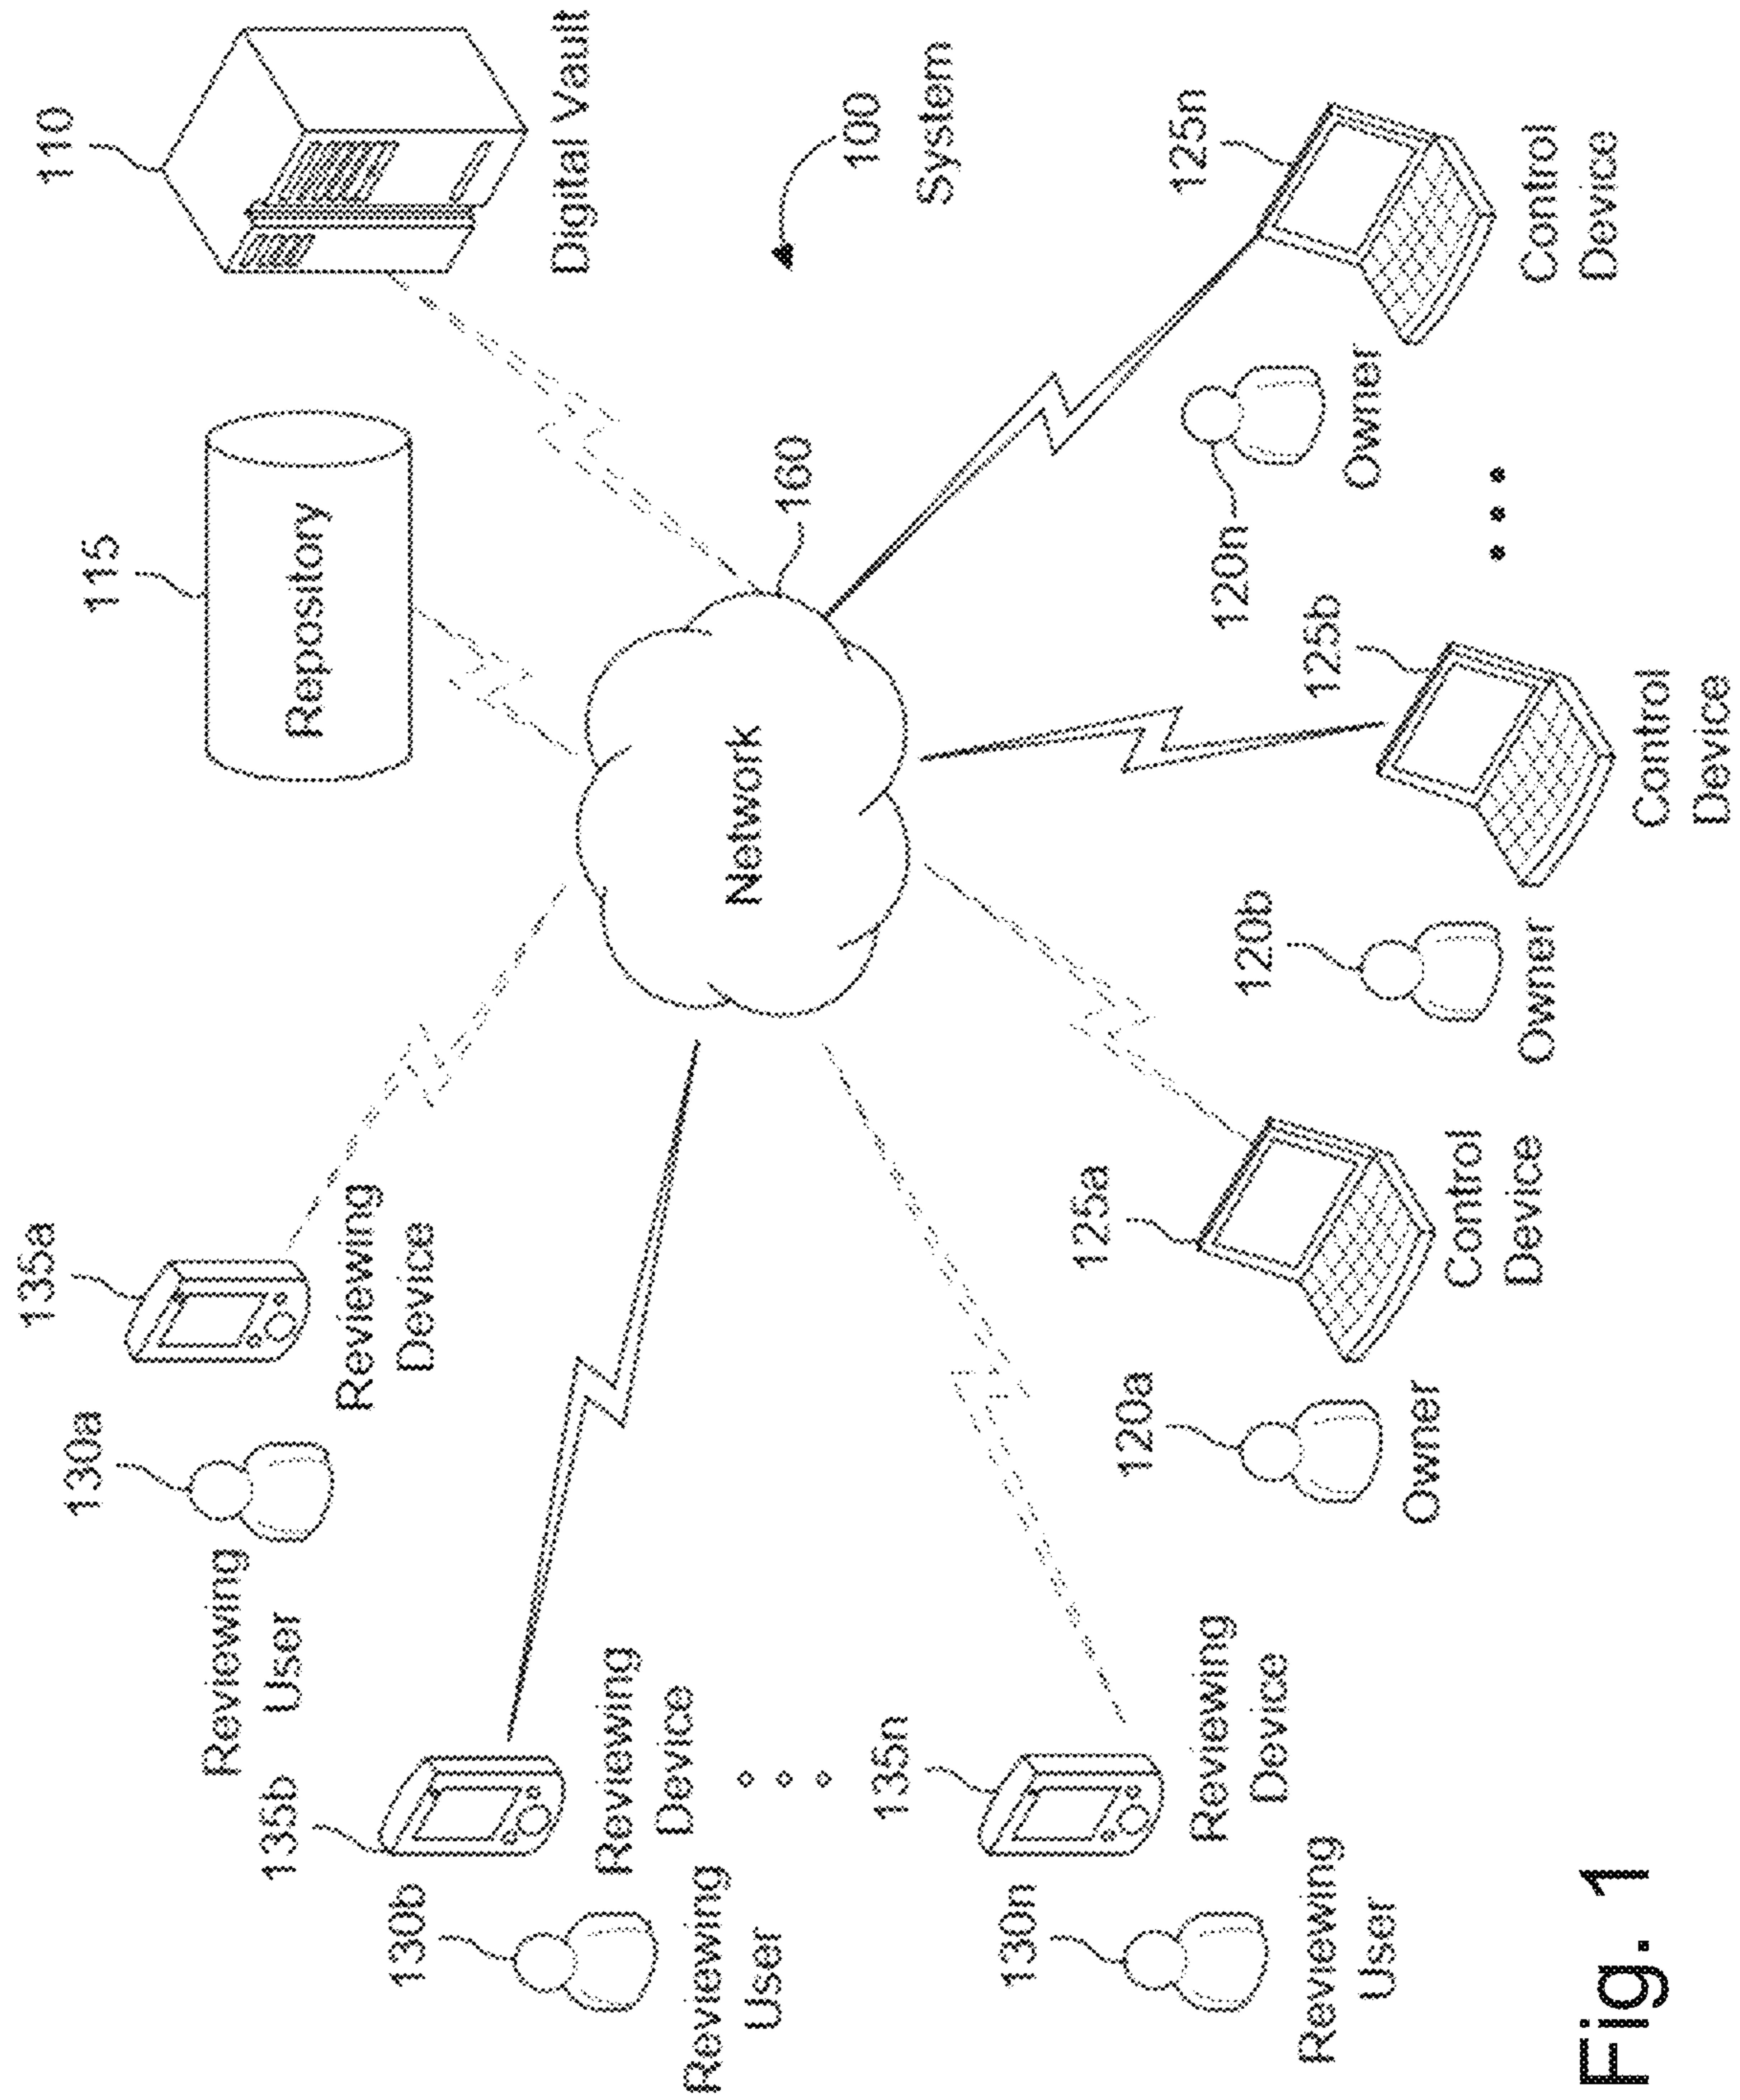 130a
135a
115
110
Reviewing
User
Reviewing
Device
Repository
Digital Vault
135b
130b
Reviewing
Device
Reviewing
User
Network
160
100
System
135n
130n
Reviewing
Device
Reviewing
User
120a
125a
Owner
Control
Device
120b
125b
Owner
Control
Device
120n
125n
Owner
Control
Device
Fig. 1